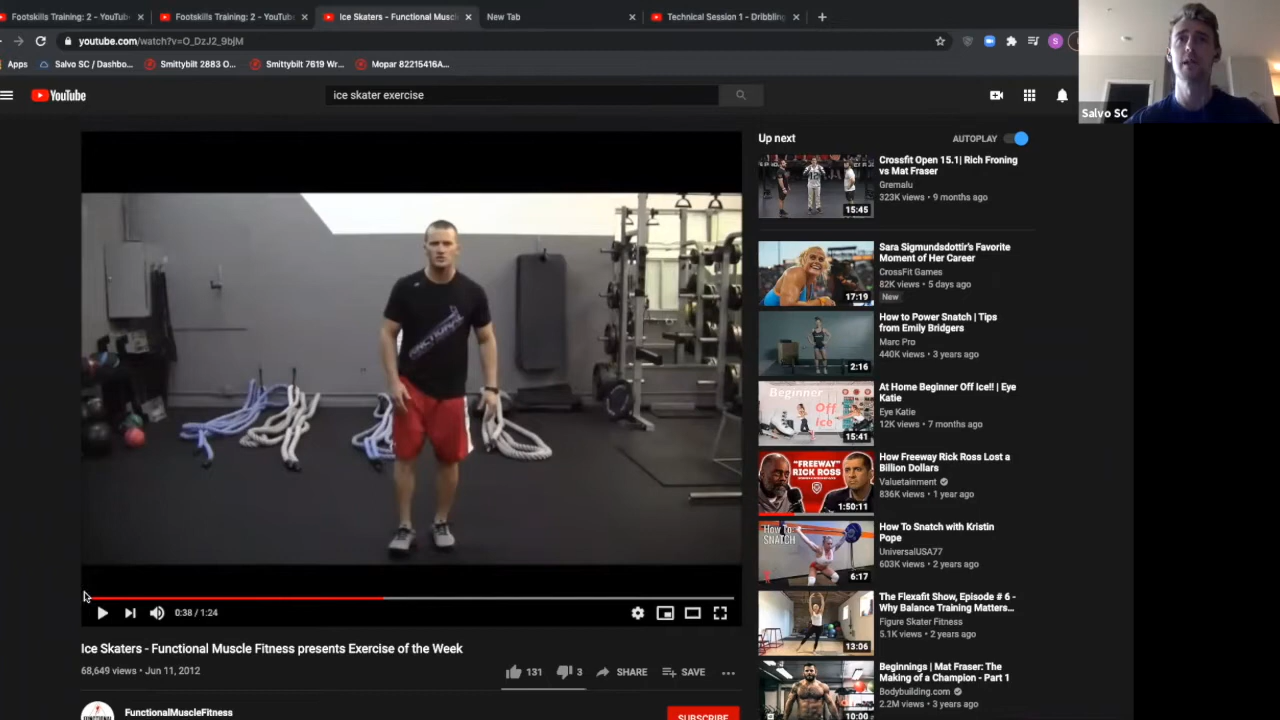 Footskills Training: 2 - YouTub
Footskills Training: 2 - YouTub
Ice Skaters - Functional Muscl
New Tab
Technical Session 1 - Dribbling
youtube.com/watch?v=O_DzJ2_9bjM
S
Apps
Salvo SC / Dashbo...
Smittybilt 2883 O...
Smittybilt 7619 Wr...
Mopar 82215416A...
YouTube
ice skater exercise
Salvo SC
Up next
AUTOPLAY
Crossfit Open 15.1| Rich Froning
vs Mat Fraser
Gremalu
323K views • 9 months ago
15:45
Sara Sigmundsdottir's Favorite
Moment of Her Career
CrossFit Games
82K views • 5 days ago
New
17:19
How to Power Snatch | Tips
from Emily Bridgers
Marc Pro
440K views • 3 years ago
2:16
Beginner
Off
ice
At Home Beginner Off Ice!! | Eye
Katie
Eye Katie
12K views • 7 months ago
15:41
"FREEWAY"
RICK ROSS
How Freeway Rick Ross Lost a
Billion Dollars
Valuetainment
836K views • 1 year ago
1:50:11
How To
SNATCH
How To Snatch with Kristin
Pope
UniversalUSA77
603K views • 2 years ago
6:17
The Flexafit Show, Episode # 6 -
Why Balance Training Matters...
Figure Skater Fitness
5.1K views • 2 years ago
13:06
Beginnings | Mat Fraser: The
Making of a Champion - Part 1
Bodybuilding.com
2.2M views • 3 years ago
10:00
0:38 / 1:24
Ice Skaters - Functional Muscle Fitness presents Exercise of the Week
68,649 views • Jun 11, 2012
131
3
SHARE
SAVE
FunctionalMuscleFitness
SUBSCRIBE